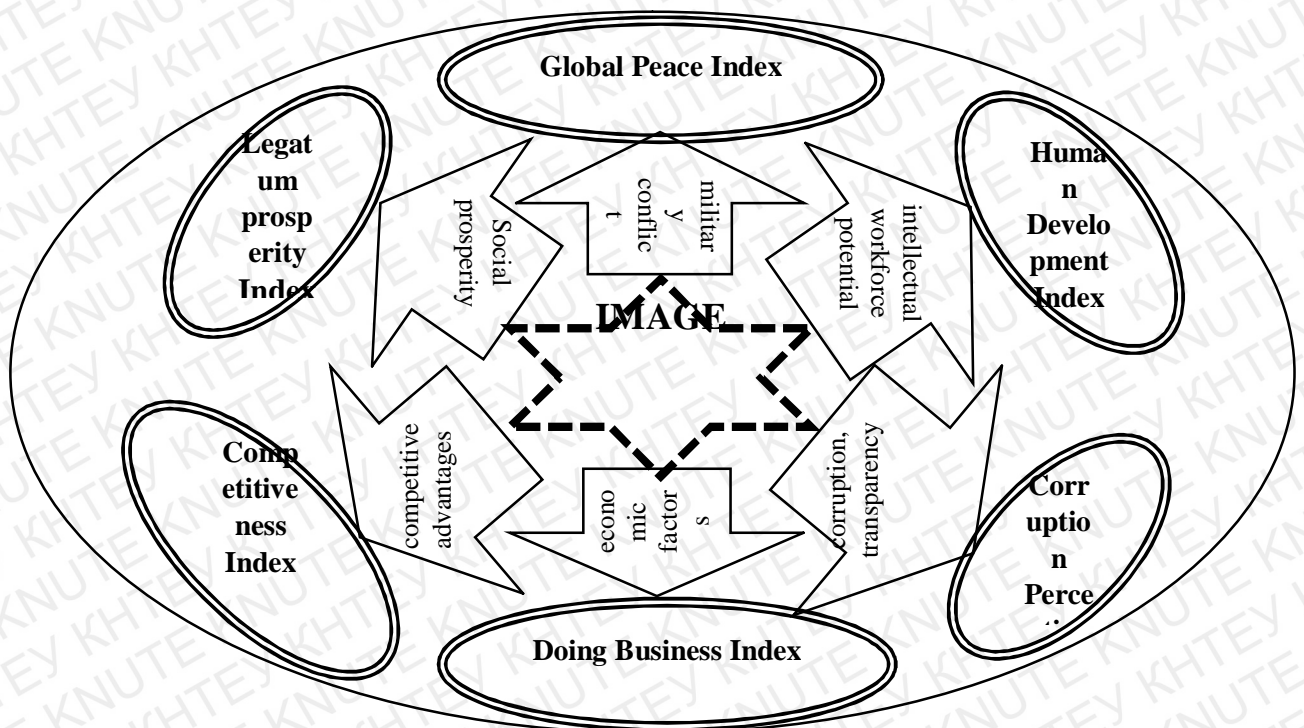 Global Peace Index
Legat
um
prosp
erity
Index
Huma
n
Develo
pment
Index
Social
prosperity
militar
y
conflic
t
intellectual
workforce
potential
IMAGE
Comp
etitive
ness
Index
competitive
advantages
econo
mic
factor
s
corruption,
transparency
Corr
uptio
n
Perce
Doing Business Index